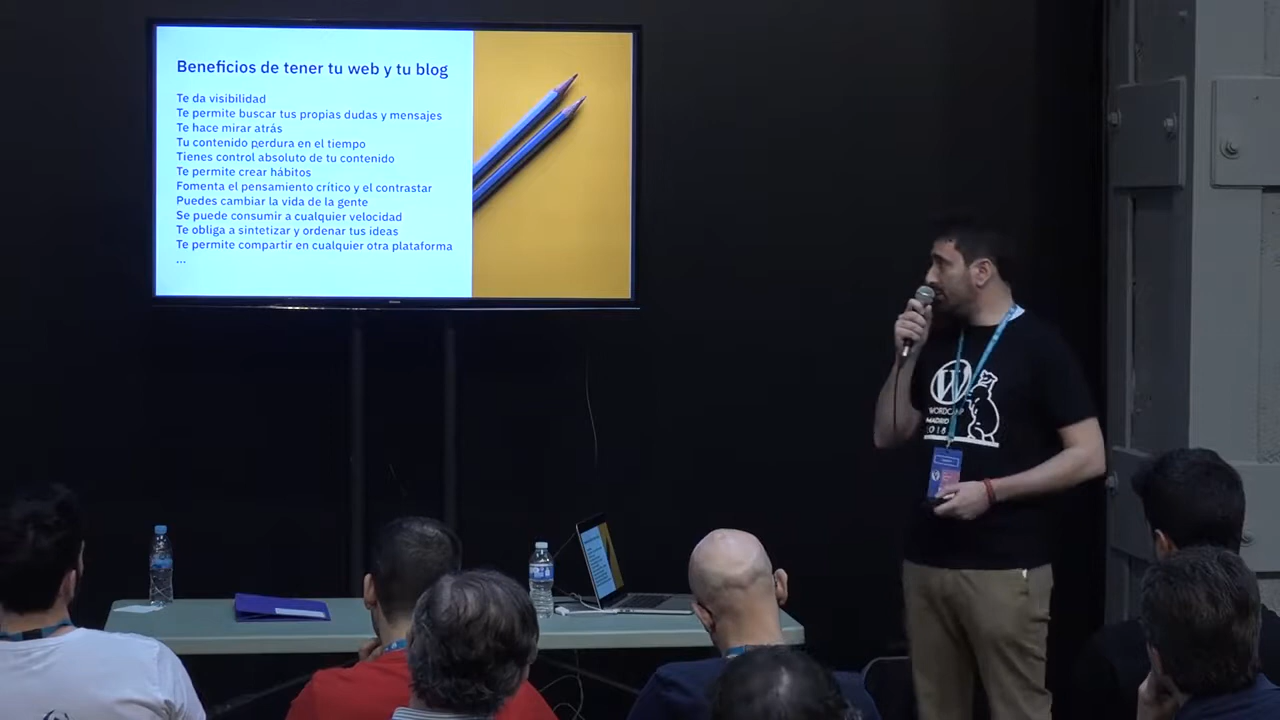 Beneficios de tener tu web y tu blog
Te da visibilidad
Te permite buscar tus propias dudas y mensajes
Te hace mirar atrás
Tu contenido perdura en el tiempo
Tienes control absoluto de tu contenido
Te permite crear hábitos
Fomenta el pensamiento crítico y el contrastar
Puedes cambiar la vida de la gente
Se puede consumir a cualquier velocidad
Te obliga a sintetizar y ordenar tus ideas
Te permite compartir en cualquier otra plataforma
...
W
MADRID